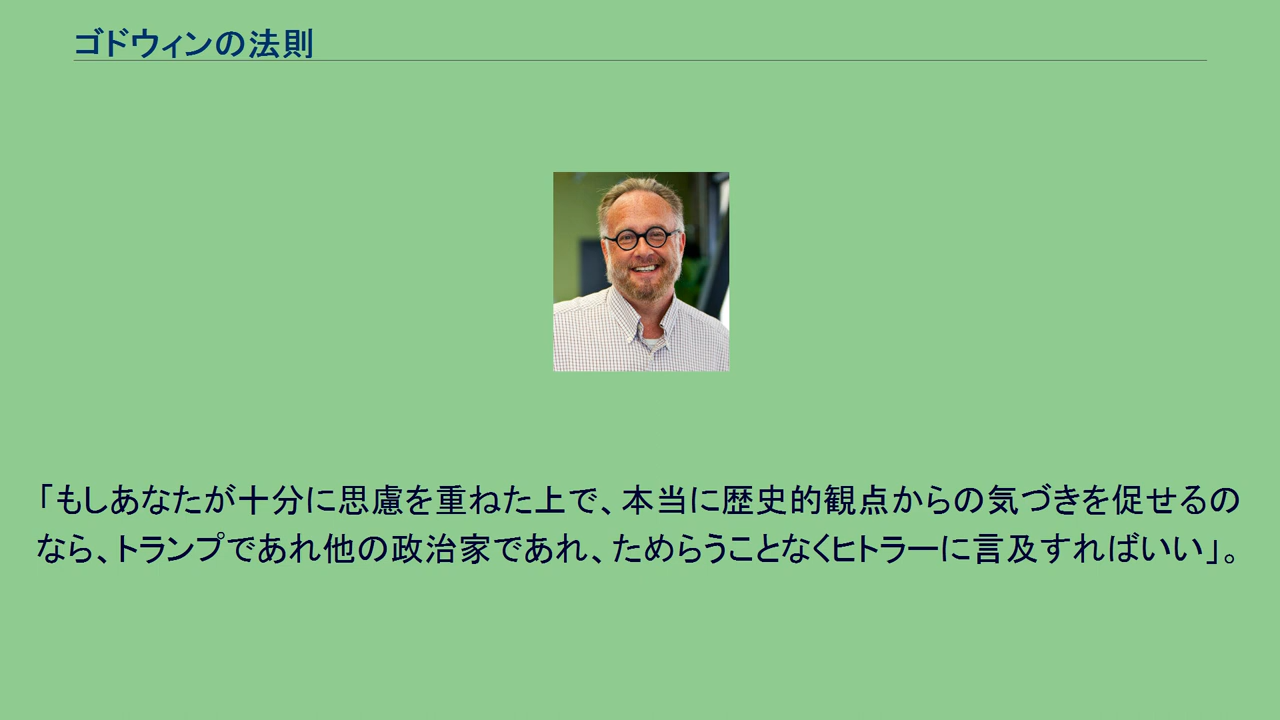 ゴドウィンの法則
「もしあなたが十分に思慮を重ねた上で、本当に歴史的観点からの気づきを促せるの
なら、トランプであれ他の政治家であれ、ためらうことなくヒトラーに言及すればいい」。